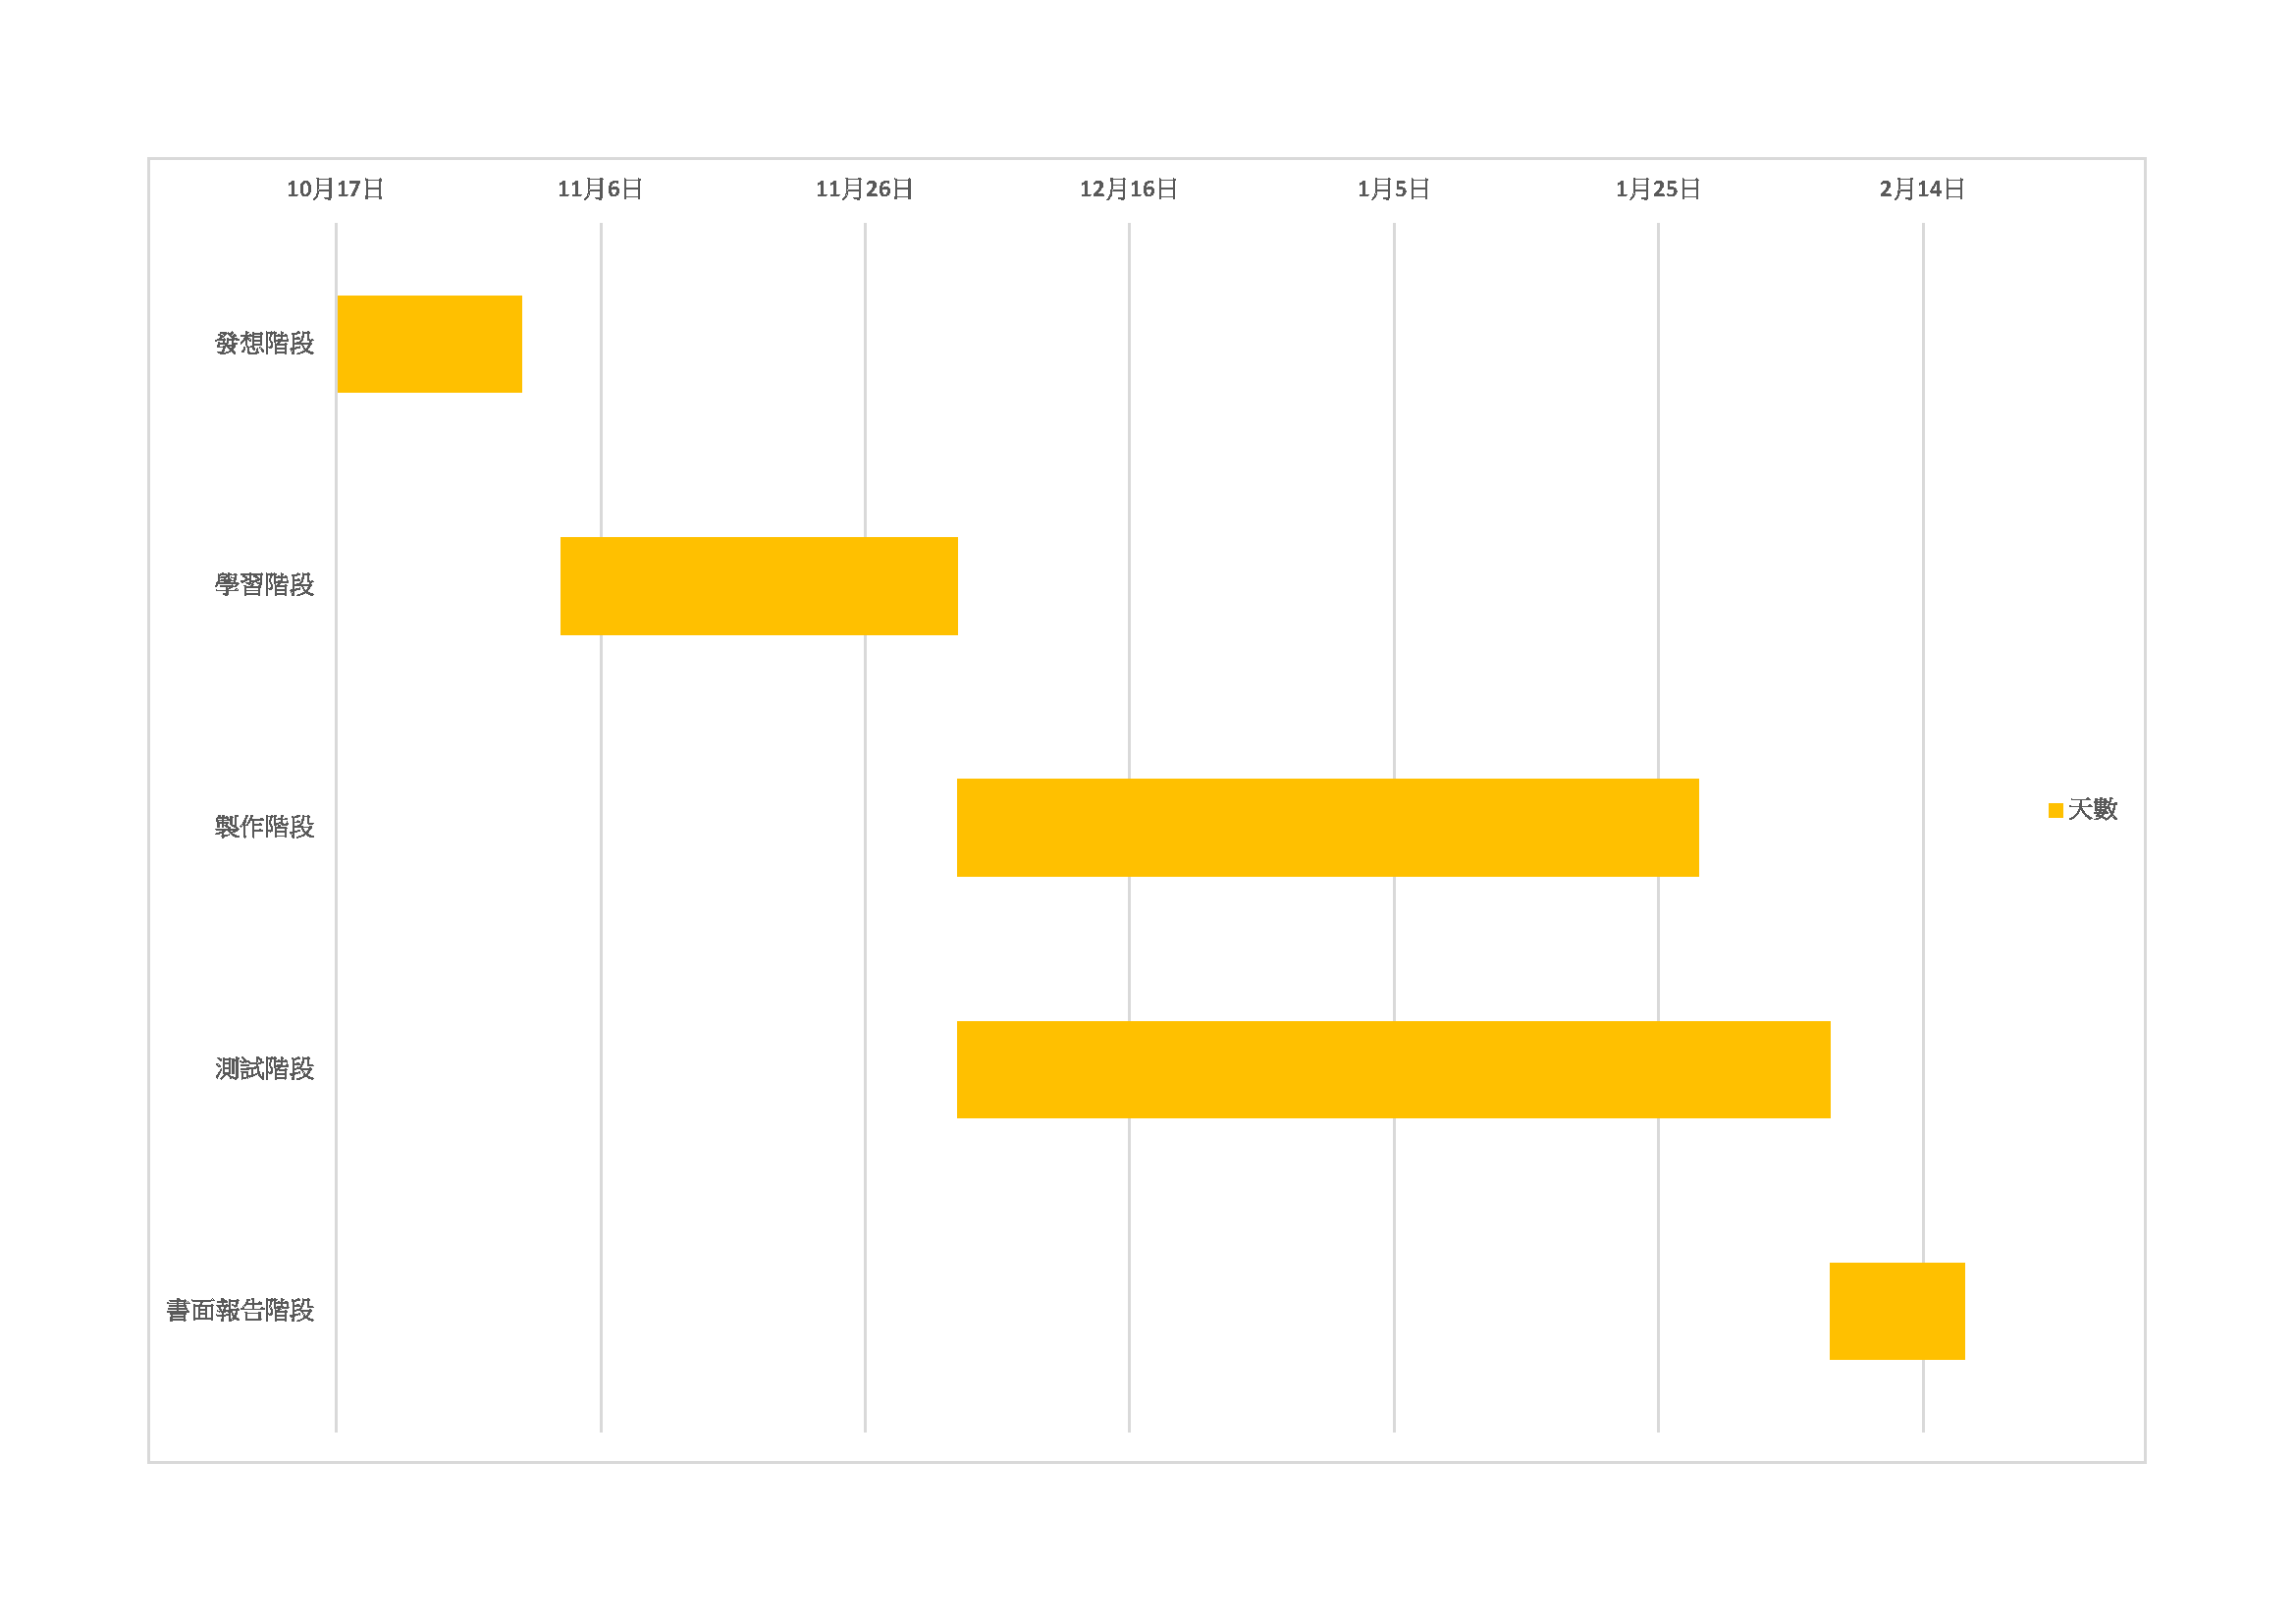 10月17日 11月6日 11月26日 12月16日 1月5日 1月25日 2月14日
發想階段
學習階段
製作階段
天數
測試階段
書面報告階段